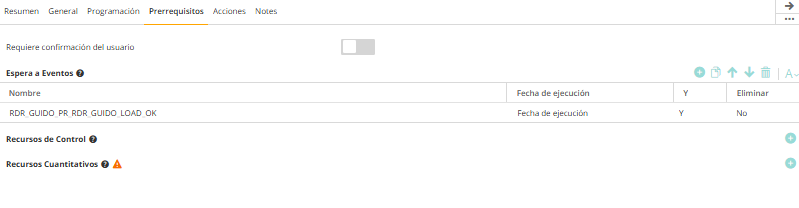 Resumen General Programación Prerrequisitos Acciones Notes
Requiere confirmación del usuario
Espera a Eventos
A
Nombre Fecha de ejecución Y Eliminar
RDR_GUIDO_PR_RDR_GUIDO_LOAD_OK Fecha de ejecución Y No
Recursos de Control
Recursos Cuantitativos